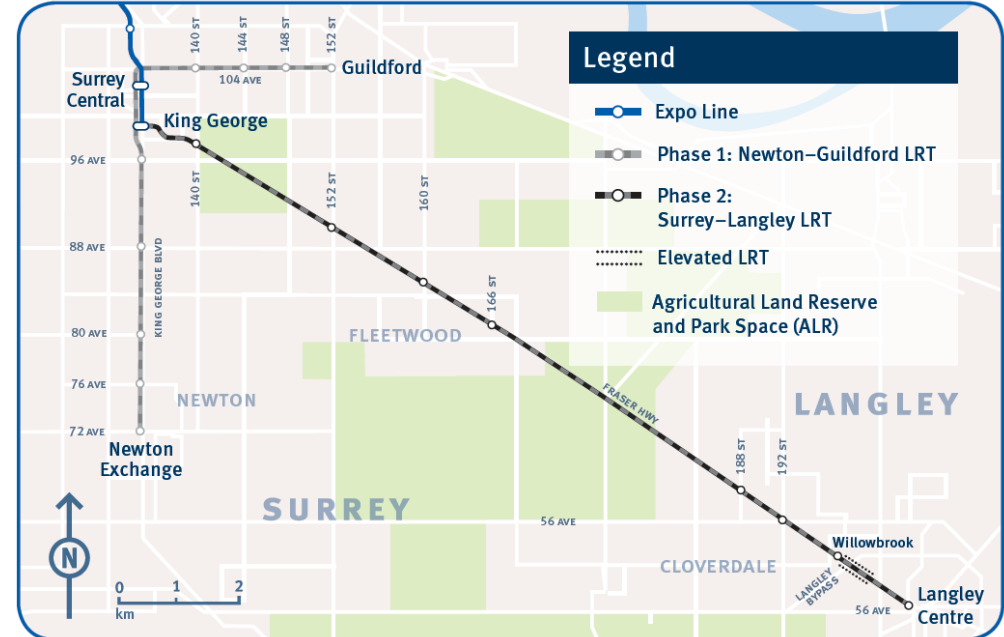 140 ST
144 ST
148 ST
152 ST
Guildford
104 AVE
Surrey
Central
King George
96 AVE
140 ST
152 ST
160 ST
88 AVE
KING GEORGE BLVD
166 ST
80 AVE
FLEETWOOD
76 AVE
NEWTON
72 AVE
Newton
Exchange
FRASER HWY
LANGLEY
188 ST
192 ST
SURREY
56 AVE
Willowbrook
CLOVERDALE
LANGLEY
BYPASS
56 AVE
Langley
Centre
N
0 1 2
km
Legend
Expo Line
Phase 1: Newton–Guildford LRT
Phase 2:
Surrey–Langley LRT
Elevated LRT
Agricultural Land Reserve
and Park Space (ALR)